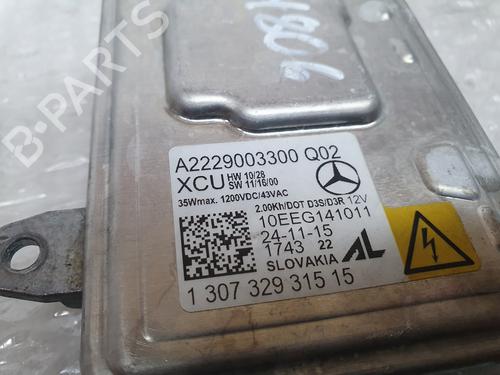 B-PARTS
A2229003300 Q02
XCU HW 10/28
SW 11/16/00
35Wmax. 1200VDC/43VAC
2.00Kh/DOT D3S/D3R 12V
10EEG141011
24-11-15
1743 22
SLOVAKIA AL
1 307 329 315 15